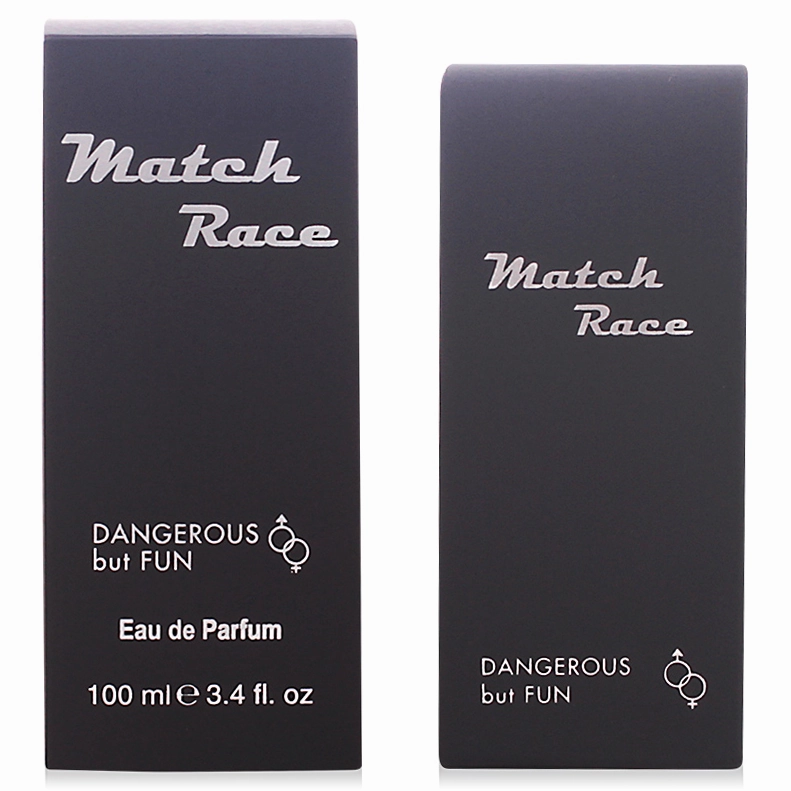 Match
Race
DANGEROUS
but FUN
Eau de Parfum
100 ml ℮ 3.4 fl. oz
Match
Race
DANGEROUS
but FUN